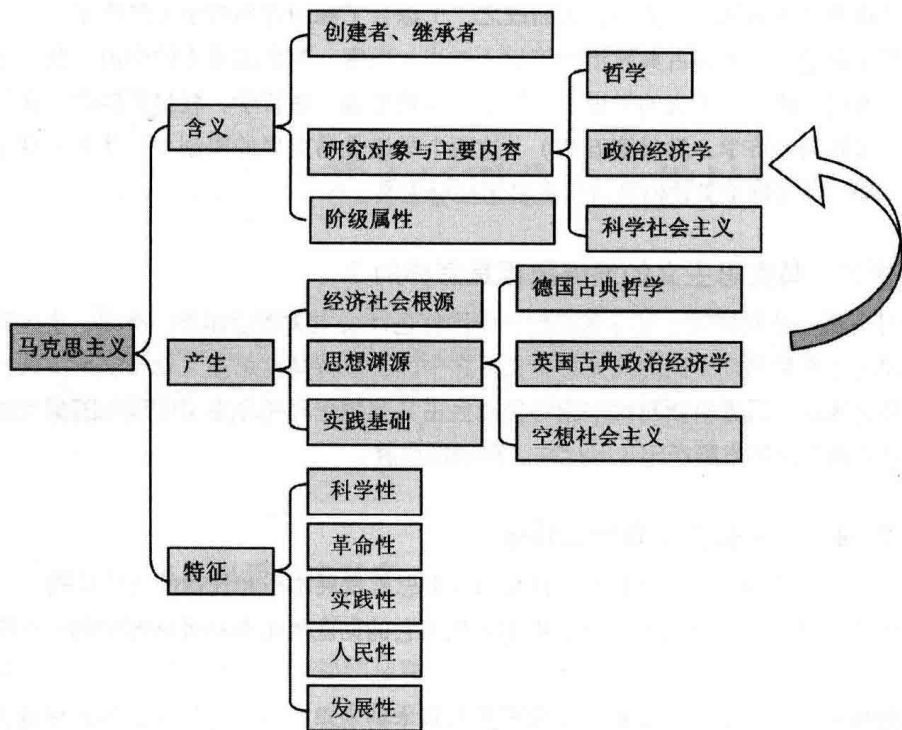 马克思主义
含义
创建者、继承者
研究对象与主要内容
哲学
政治经济学
科学社会主义
阶级属性
产生
经济社会根源
思想渊源
德国古典哲学
英国古典政治经济学
空想社会主义
实践基础
特征
科学性
革命性
实践性
人民性
发展性